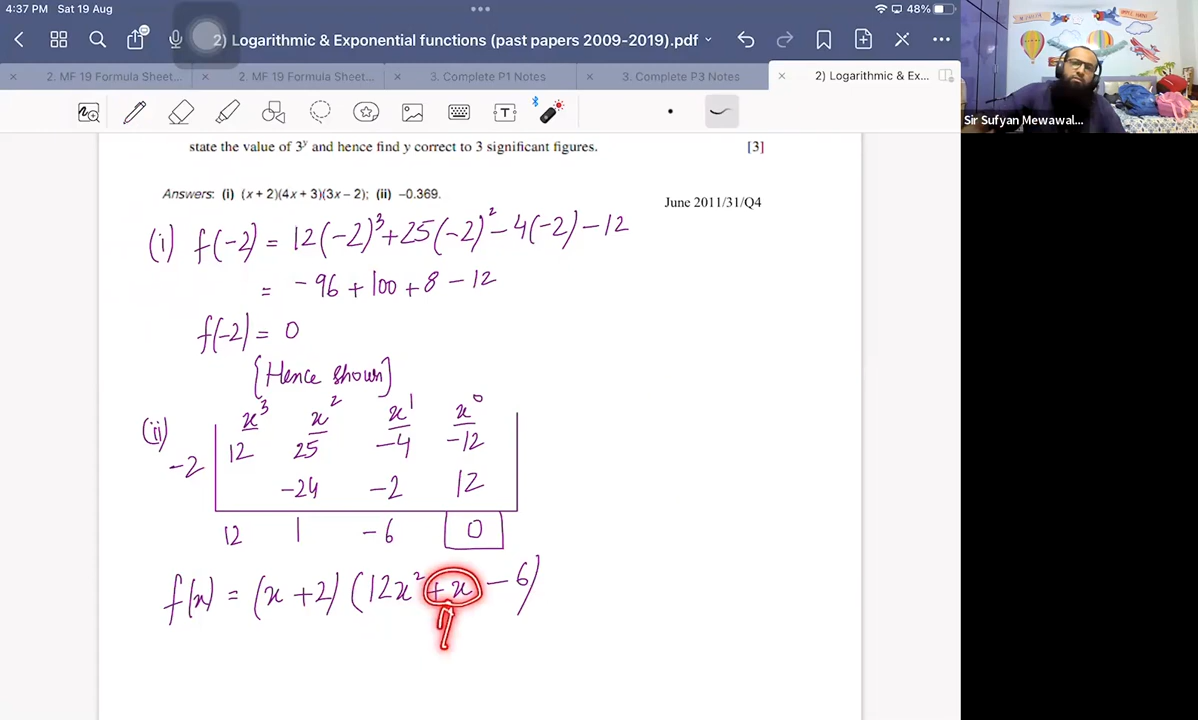 4:37 PM Sat 19 Aug
48%
2) Logarithmic & Exponential functions (past papers 2009-2019).pdf
2. MF 19 Formula Sheet...
2. MF 19 Formula Sheet...
3. Complete P1 Notes
3. Complete P3 Notes
2) Logarithmic & Ex...
Sir Sufyan Mewawal...
state the value of 3^y and hence find y correct to 3 significant figures. [3]
Answers: (i) (x + 2)(4x + 3)(3x – 2); (ii) –0.369.
June 2011/31/Q4
(i) f(-2) = 12(-2)^3 + 25(-2)^2 - 4(-2) - 12
= -96 + 100 + 8 - 12
f(-2) = 0
[Hence shown]
x^3 x^2 x^1 x^0
(ii) 12 25 -4 -12
-2
-24 -2 12
12 1 -6 0
f(x) = (x + 2) (12x^2 + x - 6)